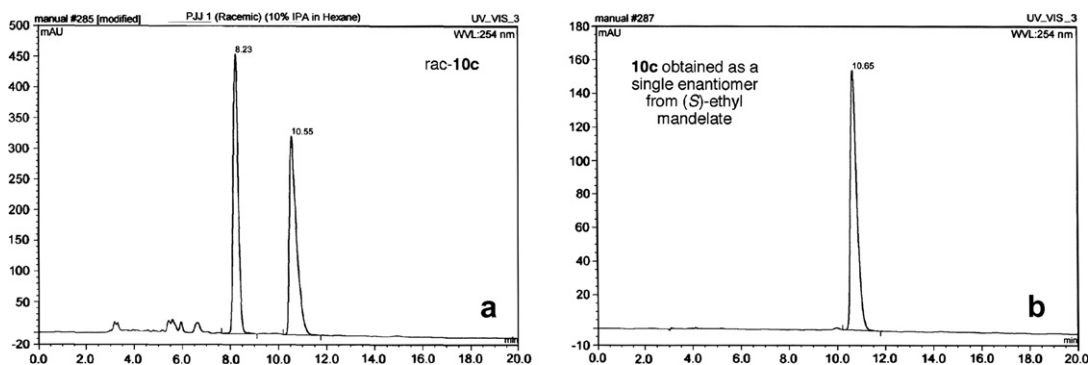 manual #285 [modified] PJJ 1 (Racemic) (10% IPA in Hexane) UV_VIS_3
mAU
WVL:254 nm
500
450
400
350
300
250
200
150
100
50
-20
8.23
10.55
rac-10c
a
0.0 2.0 4.0 6.0 8.0 10.0 12.0 14.0 16.0 18.0 20.0
min
manual #287 UV_VIS_3
mAU
WVL:254 nm
180
160
140
120
100
80
60
40
20
-10
10.65
10c obtained as a
single enantiomer
from (S)-ethyl
mandelate
b
0.0 2.0 4.0 6.0 8.0 10.0 12.0 14.0 16.0 18.0 20.0
min